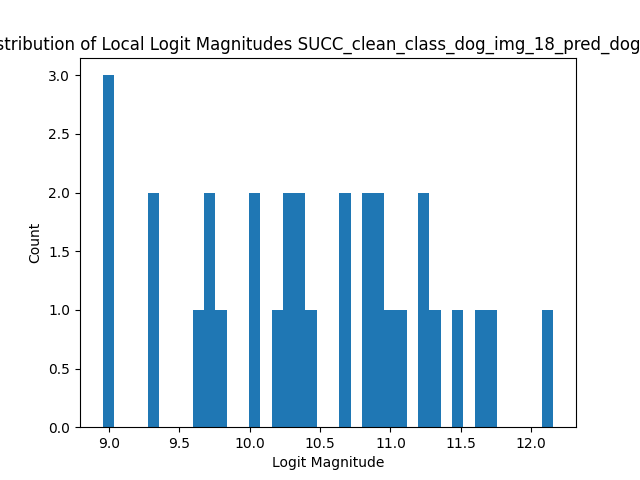 stribution of Local Logit Magnitudes SUCC_clean_class_dog_img_18_pred_dog
3.0
2.5
2.0
1.5
1.0
0.5
0.0
Count
9.0 9.5 10.0 10.5 11.0 11.5 12.0
Logit Magnitude